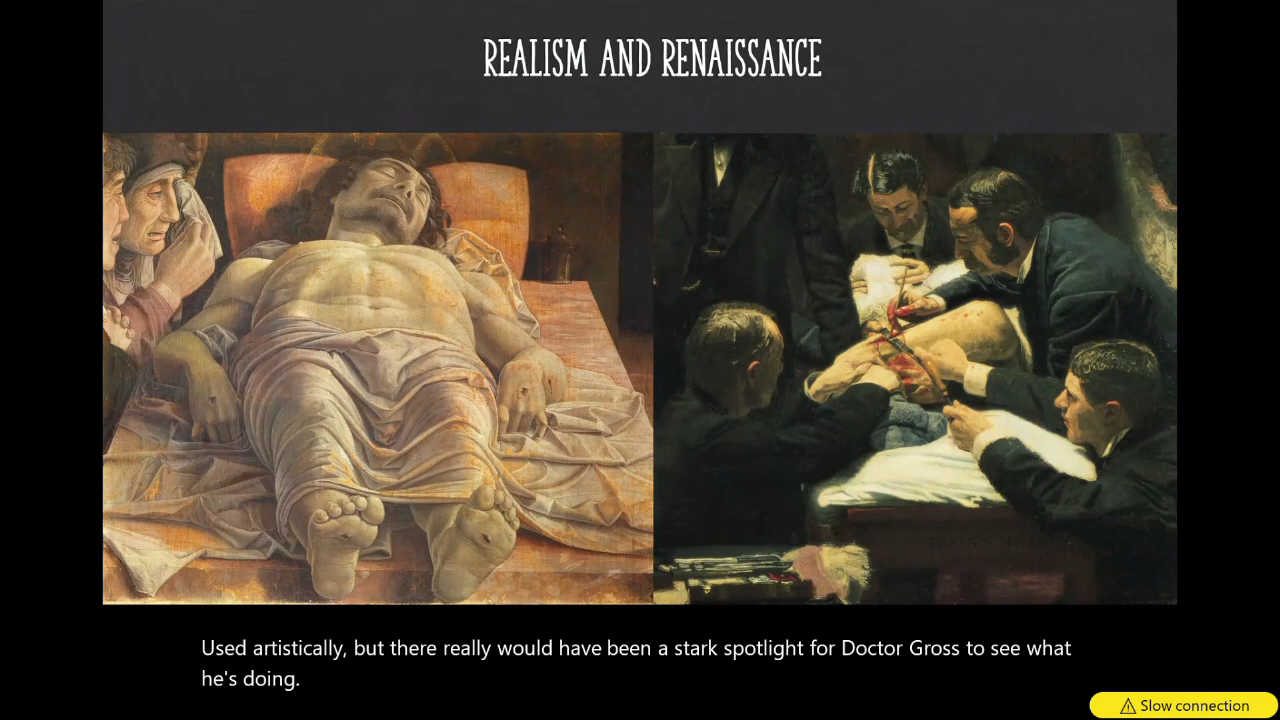 REALISM AND RENAISSANCE
Used artistically, but there really would have been a stark spotlight for Doctor Gross to see what
he's doing.
Slow connection